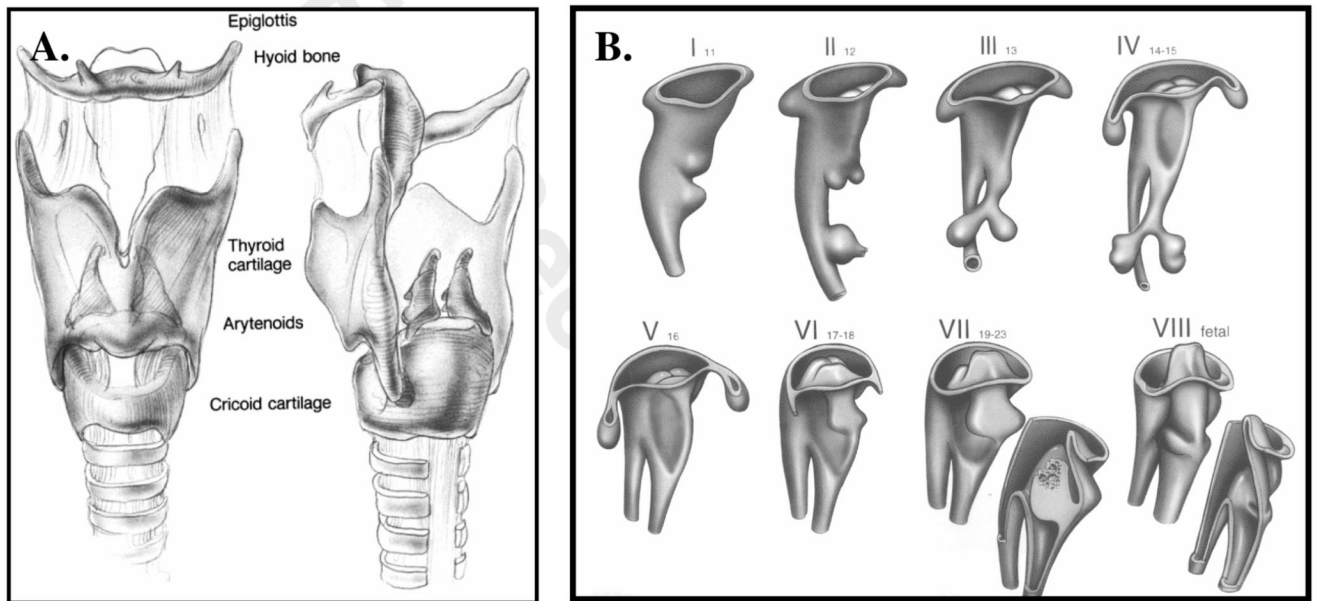 A.
Epiglottis
Hyoid bone
Thyroid
cartilage
Arytenoids
Cricoid cartilage
B.
I 11
II 12
III 13
IV 14-15
V 16
VI 17-18
VII 19-23
VIII fetal